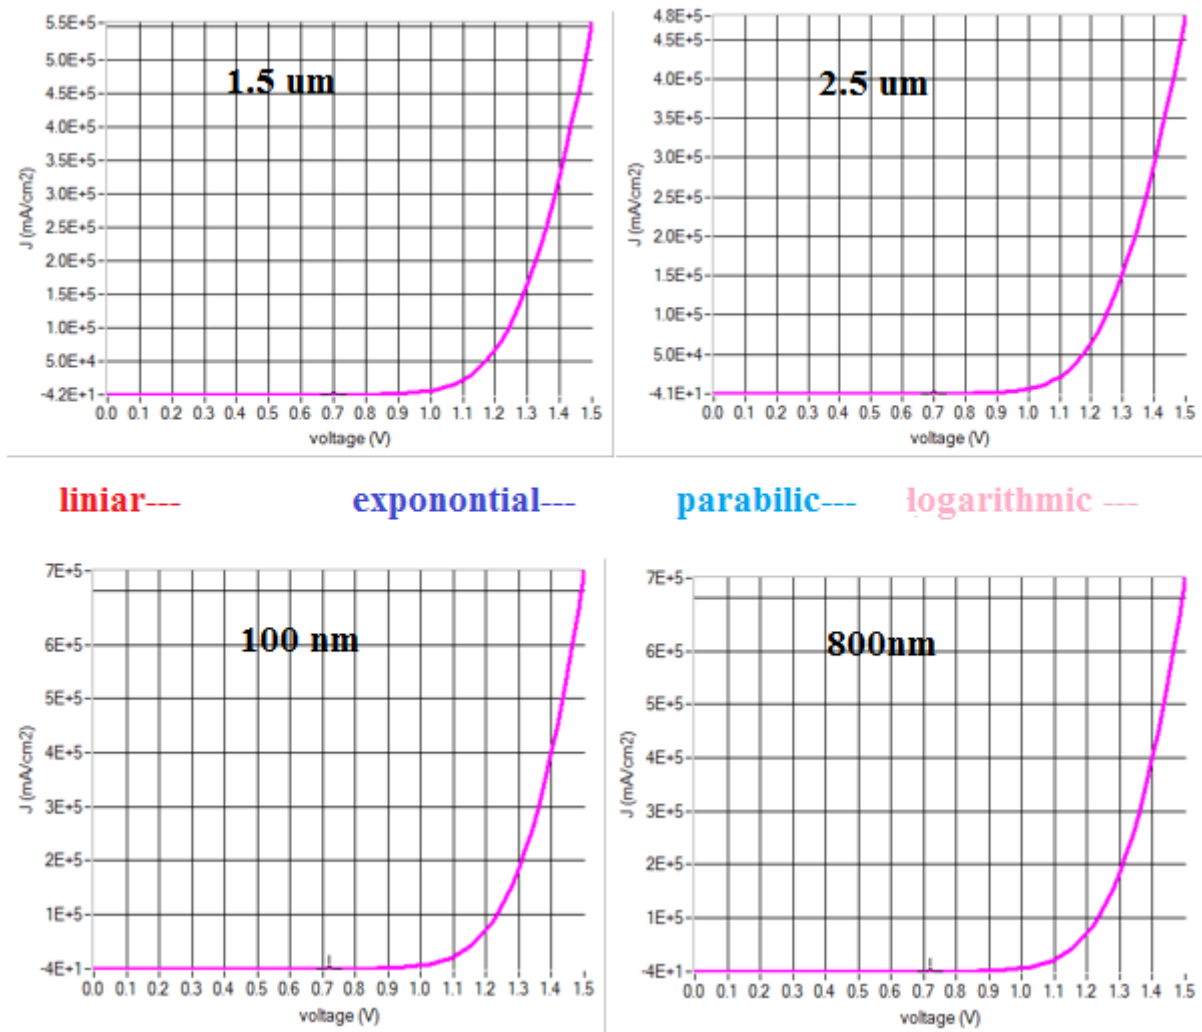 5.5E+5
5.0E+5
4.5E+5
4.0E+5
3.5E+5
3.0E+5
2.5E+5
2.0E+5
1.5E+5
1.0E+5
5.0E+4
-4.2E+1
J (mA/cm2)
1.5 um
0.0 0.1 0.2 0.3 0.4 0.5 0.6 0.7 0.8 0.9 1.0 1.1 1.2 1.3 1.4 1.5
voltage (V)
4.8E+5
4.5E+5
4.0E+5
3.5E+5
3.0E+5
2.5E+5
2.0E+5
1.5E+5
1.0E+5
5.0E+4
-4.1E+1
J (mA/cm2)
2.5 um
0.0 0.1 0.2 0.3 0.4 0.5 0.6 0.7 0.8 0.9 1.0 1.1 1.2 1.3 1.4 1.5
voltage (V)
liniar--- exponontial--- parabilic--- logarithmic ---
7E+5
6E+5
5E+5
4E+5
3E+5
2E+5
1E+5
-4E+1
J (mA/cm2)
100 nm
0.0 0.1 0.2 0.3 0.4 0.5 0.6 0.7 0.8 0.9 1.0 1.1 1.2 1.3 1.4 1.5
voltage (V)
7E+5
6E+5
5E+5
4E+5
3E+5
2E+5
1E+5
-4E+1
J (mA/cm2)
800nm
0.0 0.1 0.2 0.3 0.4 0.5 0.6 0.7 0.8 0.9 1.0 1.1 1.2 1.3 1.4 1.5
voltage (V)